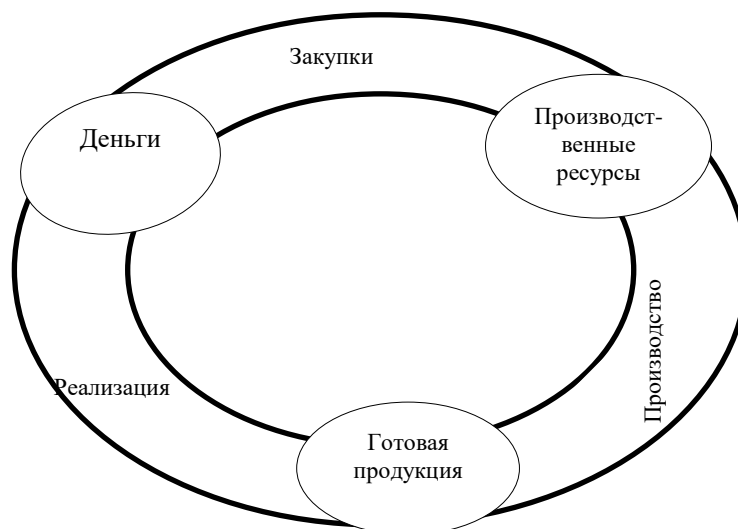 Закупки
Деньги
Производст-
венные
ресурсы
Производство
Реализация
Готовая
продукция